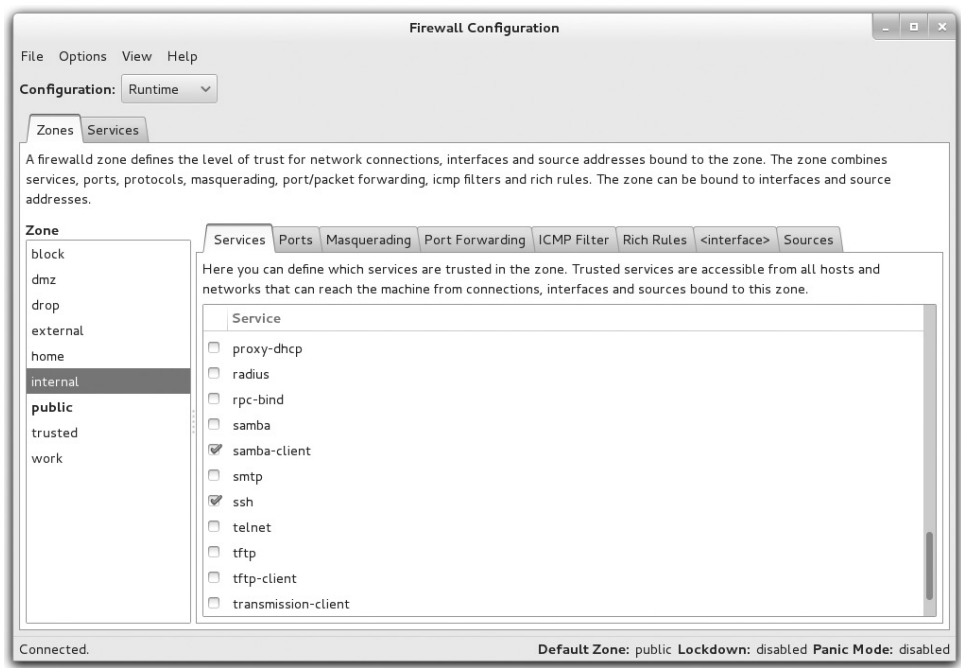 Firewall Configuration
File Options View Help
Configuration: Runtime
Zones Services
A firewalld zone defines the level of trust for network connections, interfaces and source addresses bound to the zone. The zone combines
services, ports, protocols, masquerading, port/packet forwarding, icmp filters and rich rules. The zone can be bound to interfaces and source
addresses.
Zone
block
dmz
drop
external
home
internal
public
trusted
work
Services Ports Masquerading Port Forwarding ICMP Filter Rich Rules <interface> Sources
Here you can define which services are trusted in the zone. Trusted services are accessible from all hosts and
networks that can reach the machine from connections, interfaces and sources bound to this zone.
Service
proxy-dhcp
radius
rpc-bind
samba
samba-client
smtp
ssh
telnet
tftp
tftp-client
transmission-client
Connected.
Default Zone: public Lockdown: disabled Panic Mode: disabled